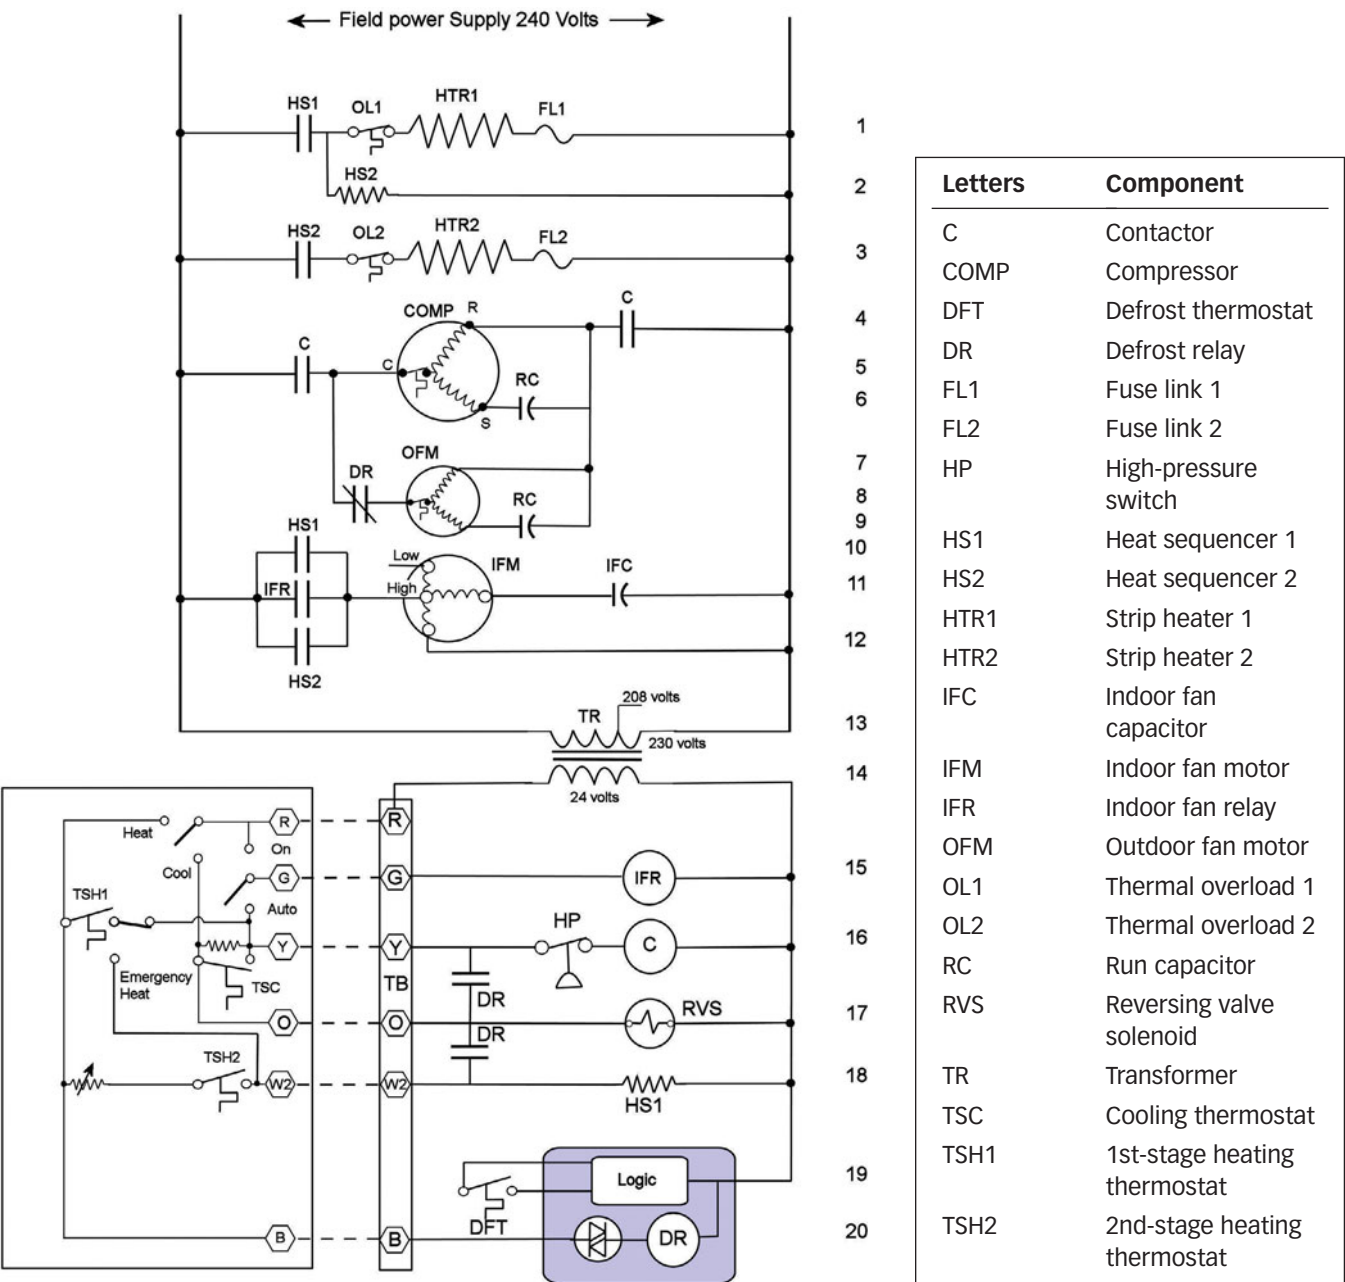 Field power Supply 240 Volts
HS1 OL1 HTR1 FL1 1
HS2 2
HS2 OL2 HTR2 FL2 3
COMP R C 4
C C 5
RC 6
S
OFM 7
DR RC 8
9
HS1 10
Low IFM IFC
IFR High 11
12
HS2
208 volts
TR 13
230 volts
14
24 volts
Heat R R
On
Cool G G IFR 15
TSH1 Auto HP
Y Y C 16
Emergency Heat TSC TB DR
O O RVS 17
DR
TSH2
W2 W2 18
HS1
Logic 19
DFT
B B DR 20
Letters Component
C Contactor
COMP Compressor
DFT Defrost thermostat
DR Defrost relay
FL1 Fuse link 1
FL2 Fuse link 2
HP High-pressure
switch
HS1 Heat sequencer 1
HS2 Heat sequencer 2
HTR1 Strip heater 1
HTR2 Strip heater 2
IFC Indoor fan
capacitor
IFM Indoor fan motor
IFR Indoor fan relay
OFM Outdoor fan motor
OL1 Thermal overload 1
OL2 Thermal overload 2
RC Run capacitor
RVS Reversing valve
solenoid
TR Transformer
TSC Cooling thermostat
TSH1 1st-stage heating
thermostat
TSH2 2nd-stage heating
thermostat